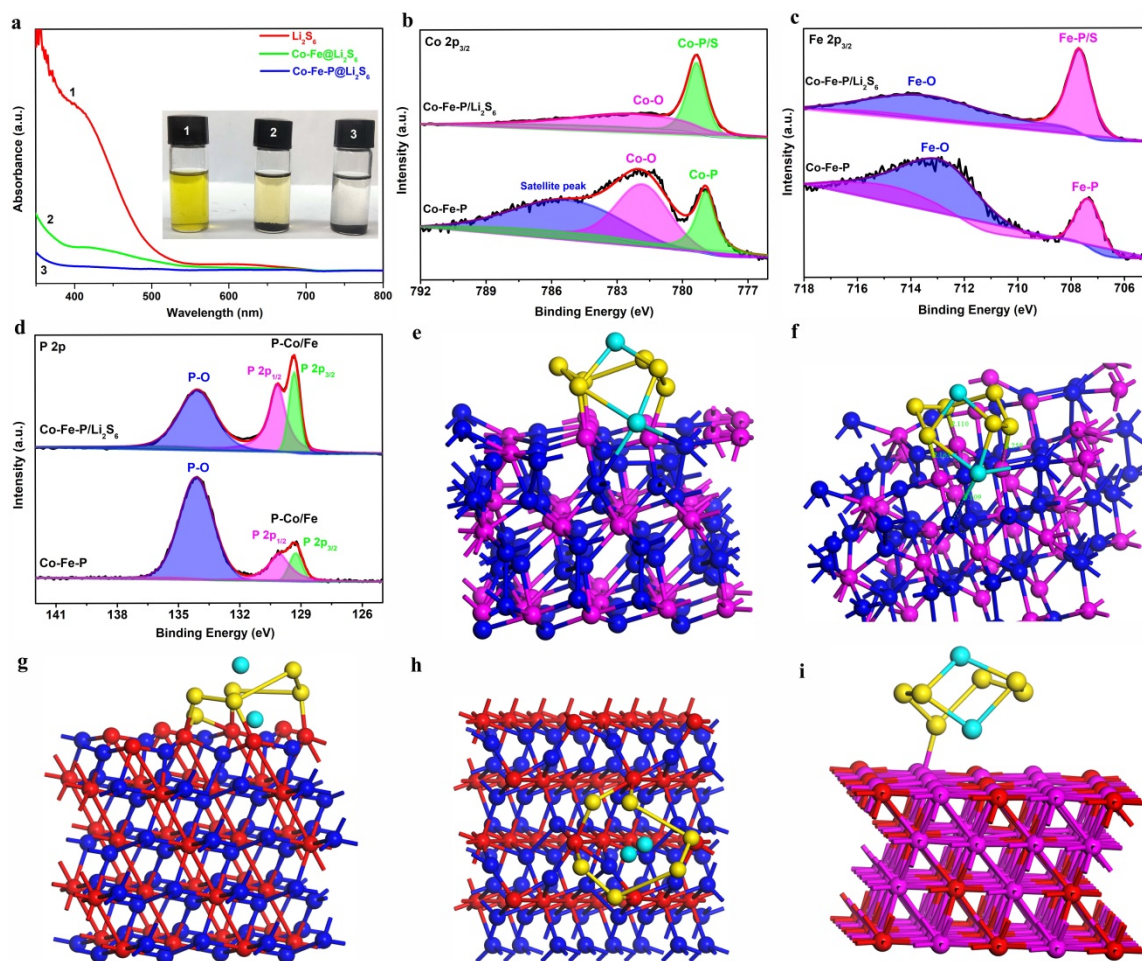 a
Li₂S₆
Co-Fe@Li₂S₆
Co-Fe-P@Li₂S₆
1
2
3
1 2 3
Absorbance (a.u.)
400 500 600 700 800
Wavelength (nm)
b
Co 2p₃/₂
Co-P/S
Co-Fe-P/Li₂S₆
Co-O
Co-O
Satellite peak
Co-P
Co-Fe-P
Intensity (a.u.)
792 789 786 783 780 777
Binding Energy (eV)
c
Fe 2p₃/₂
Fe-P/S
Co-Fe-P/Li₂S₆
Fe-O
Fe-O
Co-Fe-P
Fe-P
Intensity (a.u.)
718 716 714 712 710 708 706
Binding Energy (eV)
d
P 2p
P-Co/Fe
P-O
P 2p₁/₂
P 2p₃/₂
Co-Fe-P/Li₂S₆
P-O
P-Co/Fe
P 2p₁/₂
P 2p₃/₂
Co-Fe-P
Intensity (a.u.)
141 138 135 132 129 126
Binding Energy (eV)
e
f
g
h
i